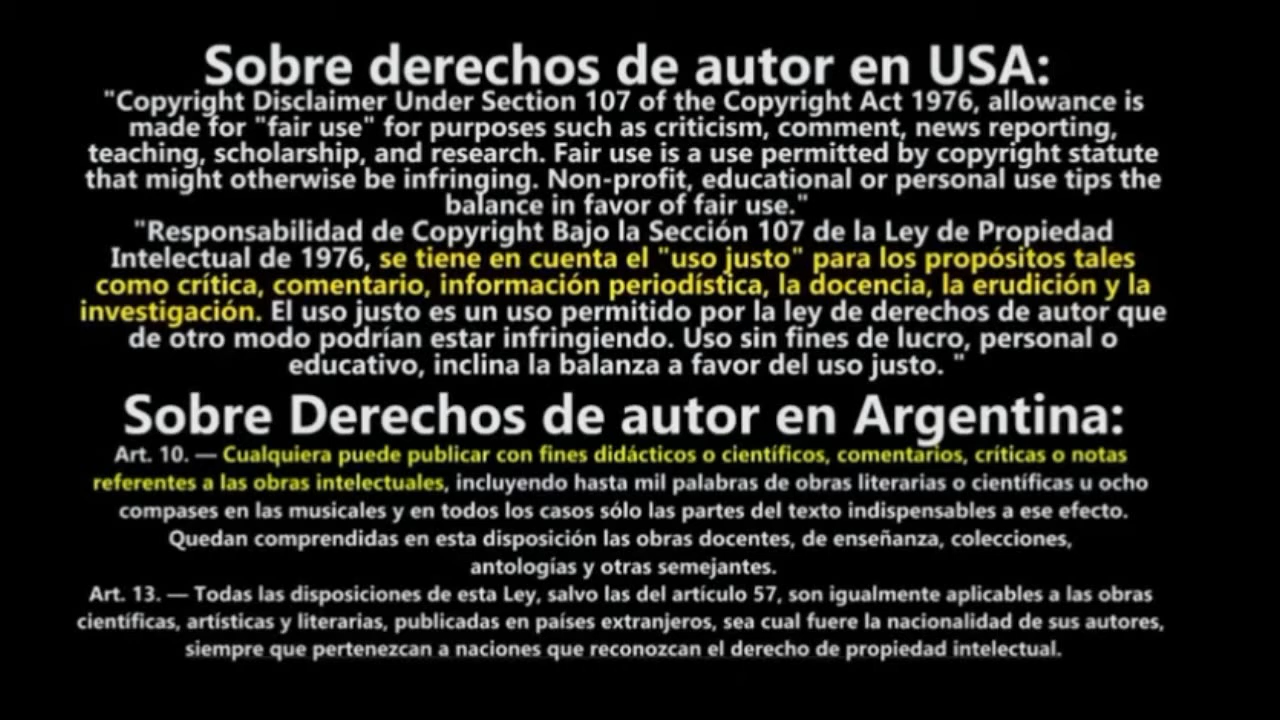 Sobre derechos de autor en USA:
"Copyright Disclaimer Under Section 107 of the Copyright Act 1976, allowance is
made for "fair use" for purposes such as criticism, comment, news reporting,
teaching, scholarship, and research. Fair use is a use permitted by copyright statute
that might otherwise be infringing. Non-profit, educational or personal use tips the
balance in favor of fair use."
"Responsabilidad de Copyright Bajo la Sección 107 de la Ley de Propiedad
Intelectual de 1976, se tiene en cuenta el "uso justo" para los propósitos tales
como crítica, comentario, información periodística, la docencia, la erudición y la
investigación. El uso justo es un uso permitido por la ley de derechos de autor que
de otro modo podrían estar infringiendo. Uso sin fines de lucro, personal o
educativo, inclina la balanza a favor del uso justo. "
Sobre Derechos de autor en Argentina:
Art. 10. — Cualquiera puede publicar con fines didácticos o científicos, comentarios, críticas o notas
referentes a las obras intelectuales, incluyendo hasta mil palabras de obras literarias o científicas u ocho
compases en las musicales y en todos los casos sólo las partes del texto indispensables a ese efecto.
Quedan comprendidas en esta disposición las obras docentes, de enseñanza, colecciones,
antologías y otras semejantes.
Art. 13. — Todas las disposiciones de esta Ley, salvo las del artículo 57, son igualmente aplicables a las obras
científicas, artísticas y literarias, publicadas en países extranjeros, sea cual fuere la nacionalidad de sus autores,
siempre que pertenezcan a naciones que reconozcan el derecho de propiedad intelectual.